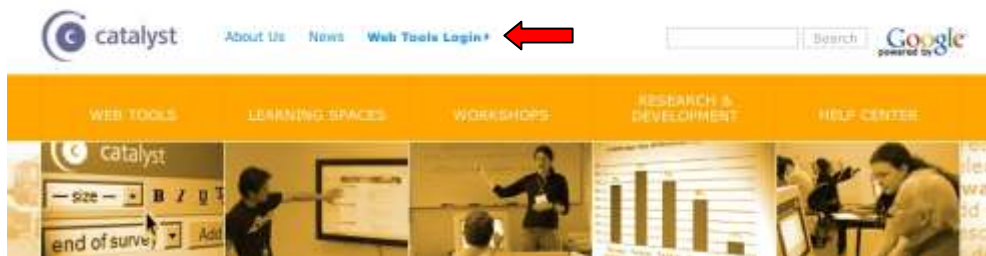 catalyst
About Us News Web Tools Login
Search
Google
powered by
WEB TOOLS
LEARNING SPACES
WORKSHOPS
RESEARCH &
DEVELOPMENT
HELP CENTER
catalyst
— size — B I U
end of survey Add